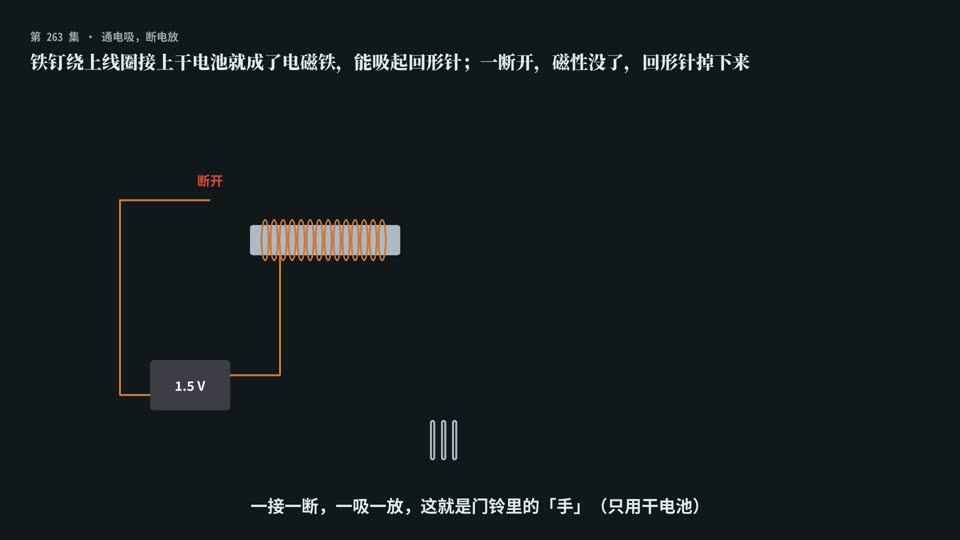 第 263 集 · 通电吸，断电放
铁钉绕上线圈接上干电池就成了电磁铁，能吸起回形针；一断开，磁性没了，回形针掉下来
断开
1.5 V
一接一断，一吸一放，这就是门铃里的「手」（只用干电池）